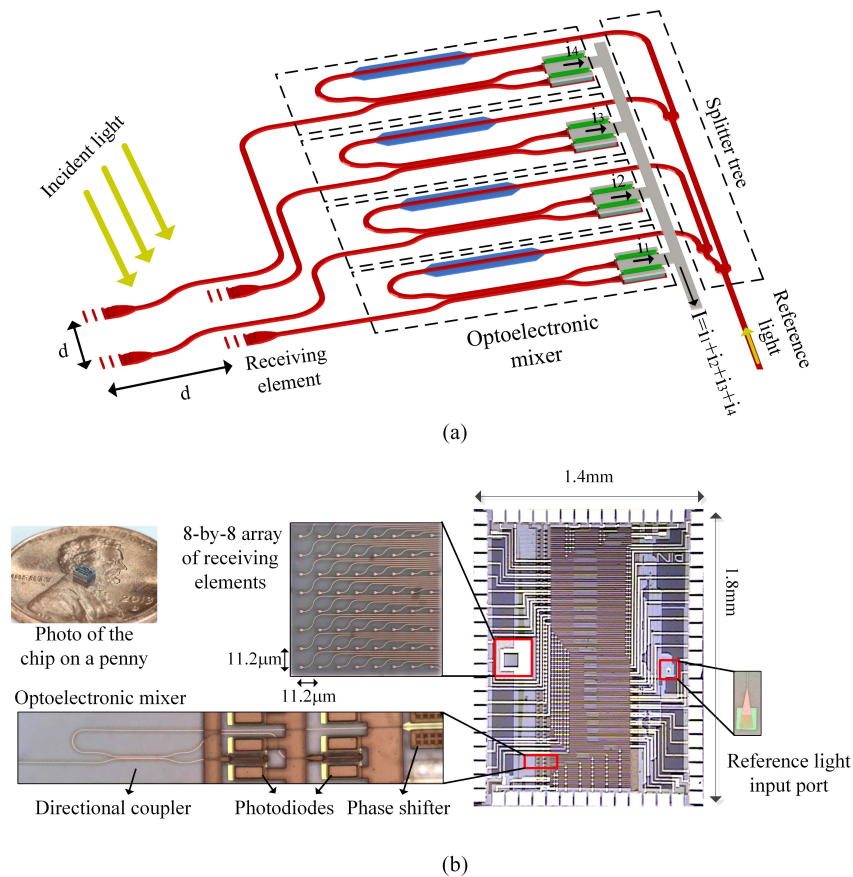 Incident light
i4
i3
i2
i1
Splitter tree
d
d
Receiving
element
Optoelectronic
mixer
I=i1+i2+i3+i4
Reference
light
(a)
1.4mm
1.8mm
8-by-8 array
of receiving
elements
Photo of the
chip on a penny
11.2μm
11.2μm
Optoelectronic mixer
Directional coupler
Photodiodes
Phase shifter
Reference light
input port
(b)